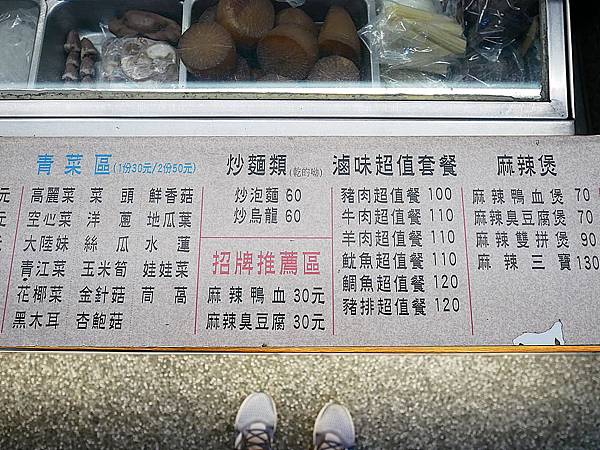 元
元
青菜區(1份30元/2份50元)
高麗菜 菜頭 鮮香菇
空心菜 洋蔥 地瓜葉
大陸妹 絲瓜 水蓮
青江菜 玉米筍 娃娃菜
花椰菜 金針菇 茼蒿
黑木耳 杏鮑菇
炒麵類(乾的呦)
炒泡麵 60
炒烏龍 60
招牌推薦區
麻辣鴨血 30元
麻辣臭豆腐 30元
滷味超值套餐
豬肉超值餐 100
牛肉超值餐 110
羊肉超值餐 110
魷魚超值餐 110
鯛魚超值餐 120
豬排超值餐 120
麻辣煲
麻辣鴨血煲 70
麻辣臭豆腐煲 70
麻辣雙拼煲 90
麻辣三寶 130